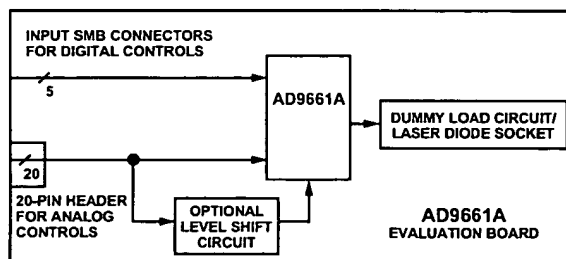 INPUT SMB CONNECTORS
FOR DIGITAL CONTROLS
5
AD9661A
DUMMY LOAD CIRCUIT/
LASER DIODE SOCKET
20
20-PIN HEADER
FOR ANALOG
CONTROLS
OPTIONAL
LEVEL SHIFT
CIRCUIT
AD9661A
EVALUATION BOARD